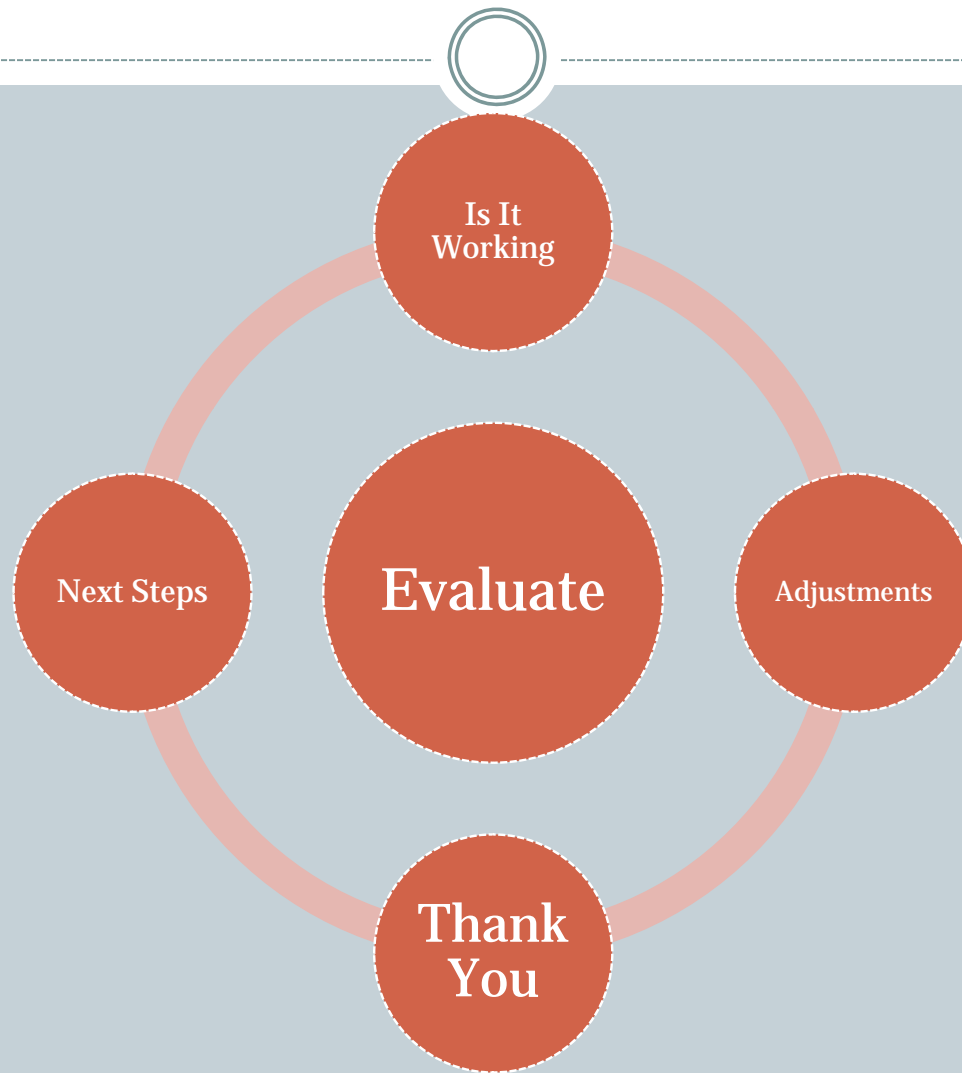 Is It
Working
Next Steps
Evaluate
Adjustments
Thank
You